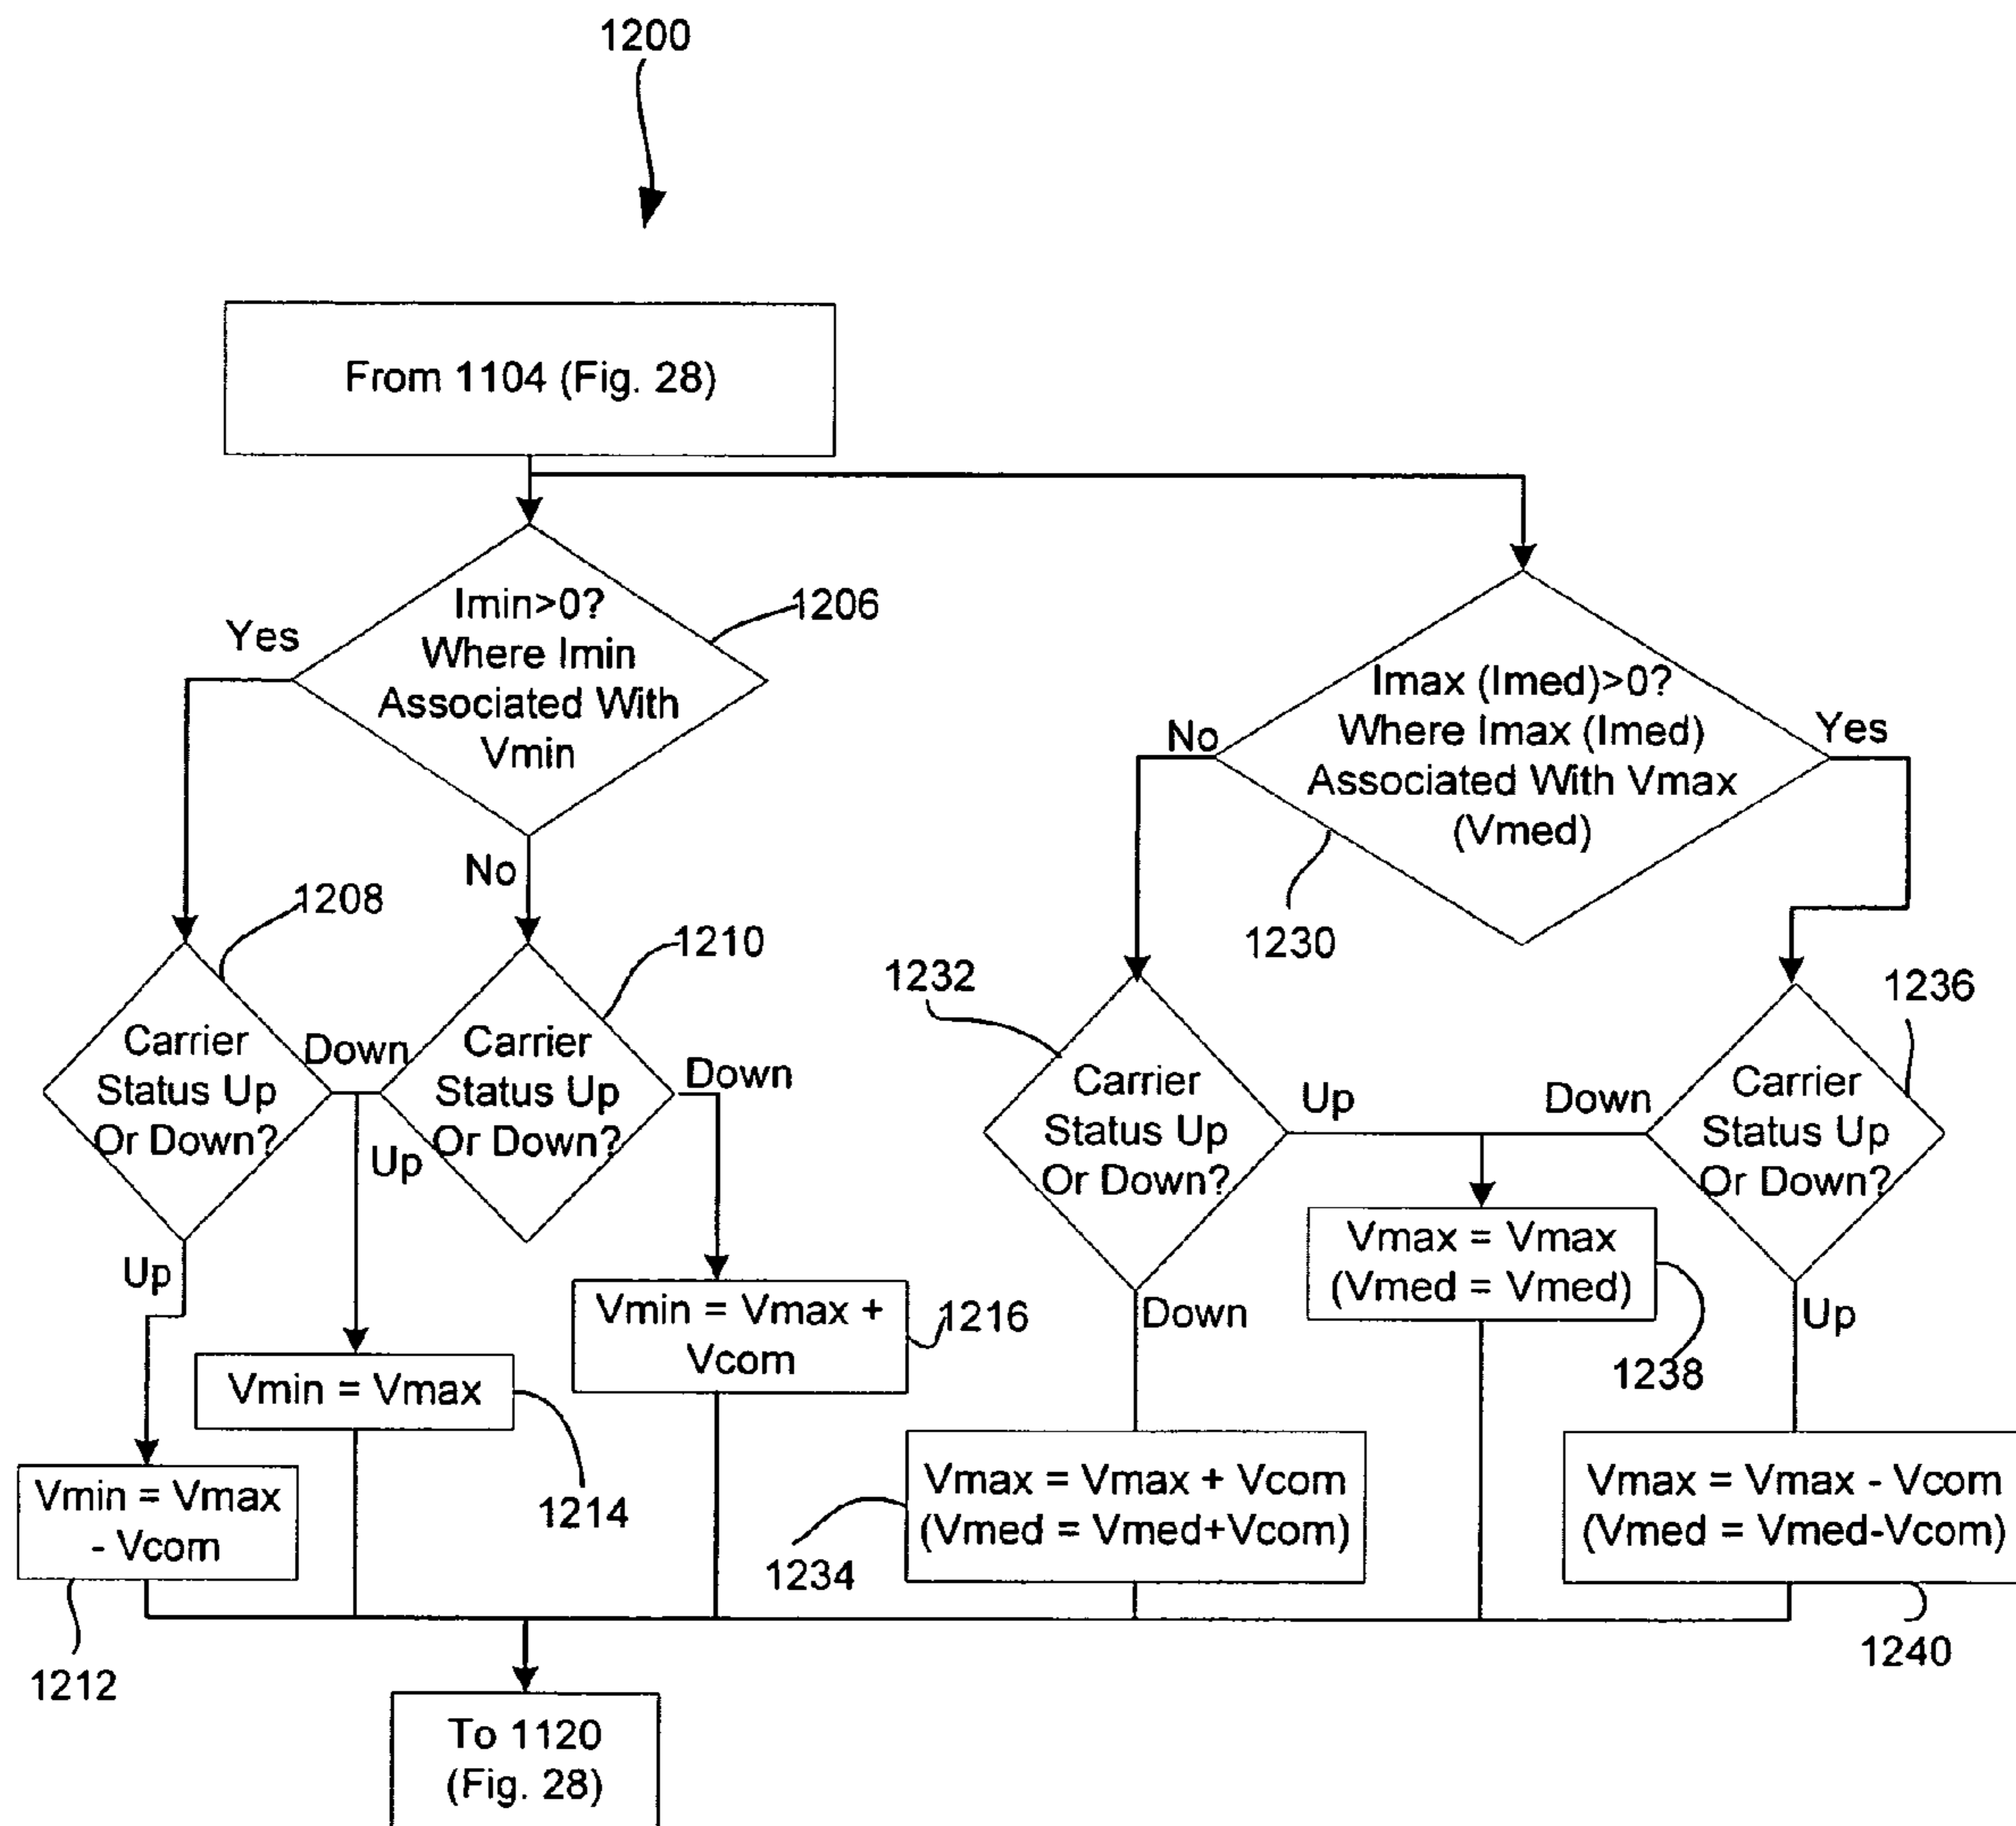 1200
From 1104 (Fig. 28)
Imin>0?
Where Imin
Associated With
Vmin
1206
Yes
No
Imax (Imed)>0?
Where Imax (Imed)
Associated With Vmax
(Vmed)
No
Yes
1230
1208
Carrier
Status Up
Or Down?
Down
Up
1210
Carrier
Status Up
Or Down?
Down
Up
1232
Carrier
Status Up
Or Down?
Up
Down
1236
Carrier
Status Up
Or Down?
Down
Up
Vmin = Vmax
- Vcom
1212
Vmin = Vmax
1214
Vmin = Vmax +
Vcom
1216
Vmax = Vmax + Vcom
(Vmed = Vmed+Vcom)
1234
Vmax = Vmax
(Vmed = Vmed)
1238
Vmax = Vmax - Vcom
(Vmed = Vmed-Vcom)
1240
To 1120
(Fig. 28)